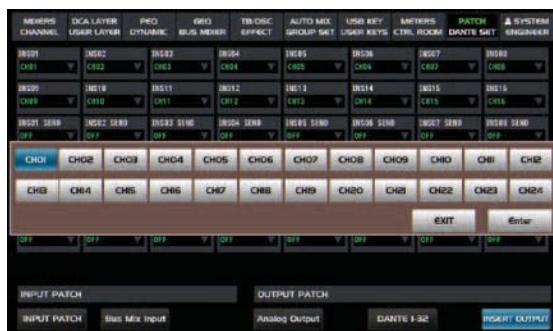 MIXERS DCA LAYER PEQ GEQ TB/OSC AUTO MIX USB KEY METERS PATCH SYSTEM
CHANNEL USER LAYER DYNAMIC BUS MIXER EFFECT GROUP SET USER KEYS CTRL ROOM DANTE SET ENGINEER
INS01 INS02 INS03 INS04 INS05 INS06 INS07 INS08
CH01 CH02 CH03 CH04 CH05 CH06 CH07 CH08
INS09 INS10 INS11 INS12 INS13 INS14 INS15 INS16
CH09 CH10 CH11 CH12 CH13 CH14 CH15 CH16
INS01 SEND INS02 SEND INS03 SEND INS04 SEND INS05 SEND INS06 SEND INS07 SEND INS08 SEND
OFF OFF OFF OFF OFF OFF OFF OFF
CH01 CH02 CH03 CH04 CH05 CH06 CH07 CH08 CH09 CH10 CH11 CH12
CH13 CH14 CH15 CH16 CH17 CH18 CH19 CH20 CH21 CH22 CH23 CH24
EXIT Enter
OFF OFF OFF OFF OFF OFF OFF OFF
INPUT PATCH OUTPUT PATCH
INPUT PATCH Bus Mix Input Analog Output DANTE 1-32 INSERT OUTPUT